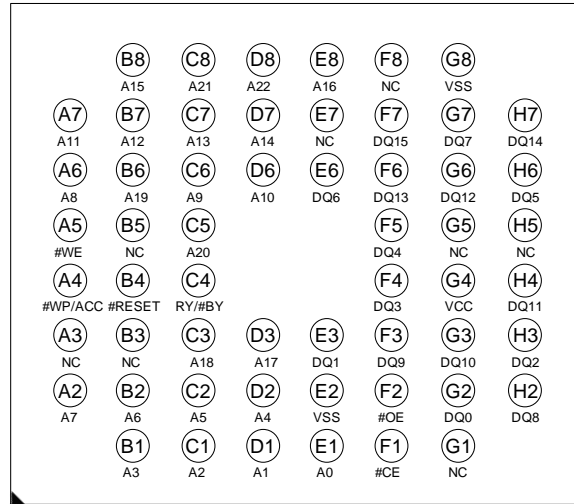 B8 C8 D8 E8 F8 G8
A15 A21 A22 A16 NC VSS
A7 B7 C7 D7 E7 F7 G7 H7
A11 A12 A13 A14 NC DQ15 DQ7 DQ14
A6 B6 C6 D6 E6 F6 G6 H6
A8 A19 A9 A10 DQ6 DQ13 DQ12 DQ5
A5 B5 C5 F5 G5 H5
#WE NC A20 DQ4 NC NC
A4 B4 C4 F4 G4 H4
#WP/ACC #RESET RY/#BY DQ3 VCC DQ11
A3 B3 C3 D3 E3 F3 G3 H3
NC NC A18 A17 DQ1 DQ9 DQ10 DQ2
A2 B2 C2 D2 E2 F2 G2 H2
A7 A6 A5 A4 VSS #OE DQ0 DQ8
B1 C1 D1 E1 F1 G1
A3 A2 A1 A0 #CE NC